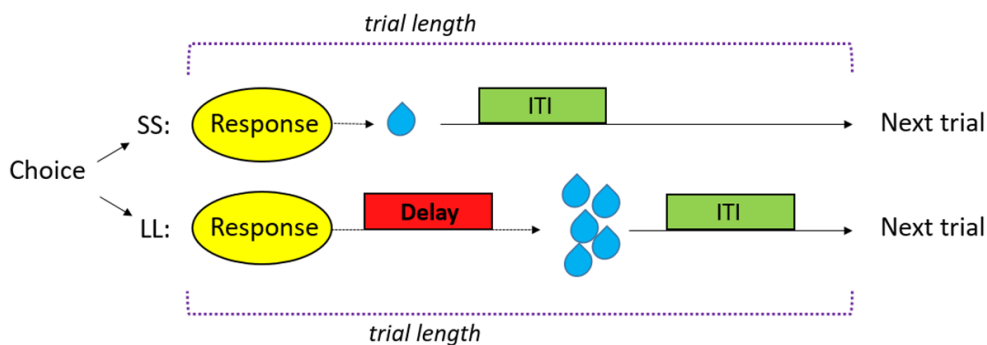 trial length
SS: Response ITI Next trial
Choice
LL: Response Delay ITI Next trial
trial length